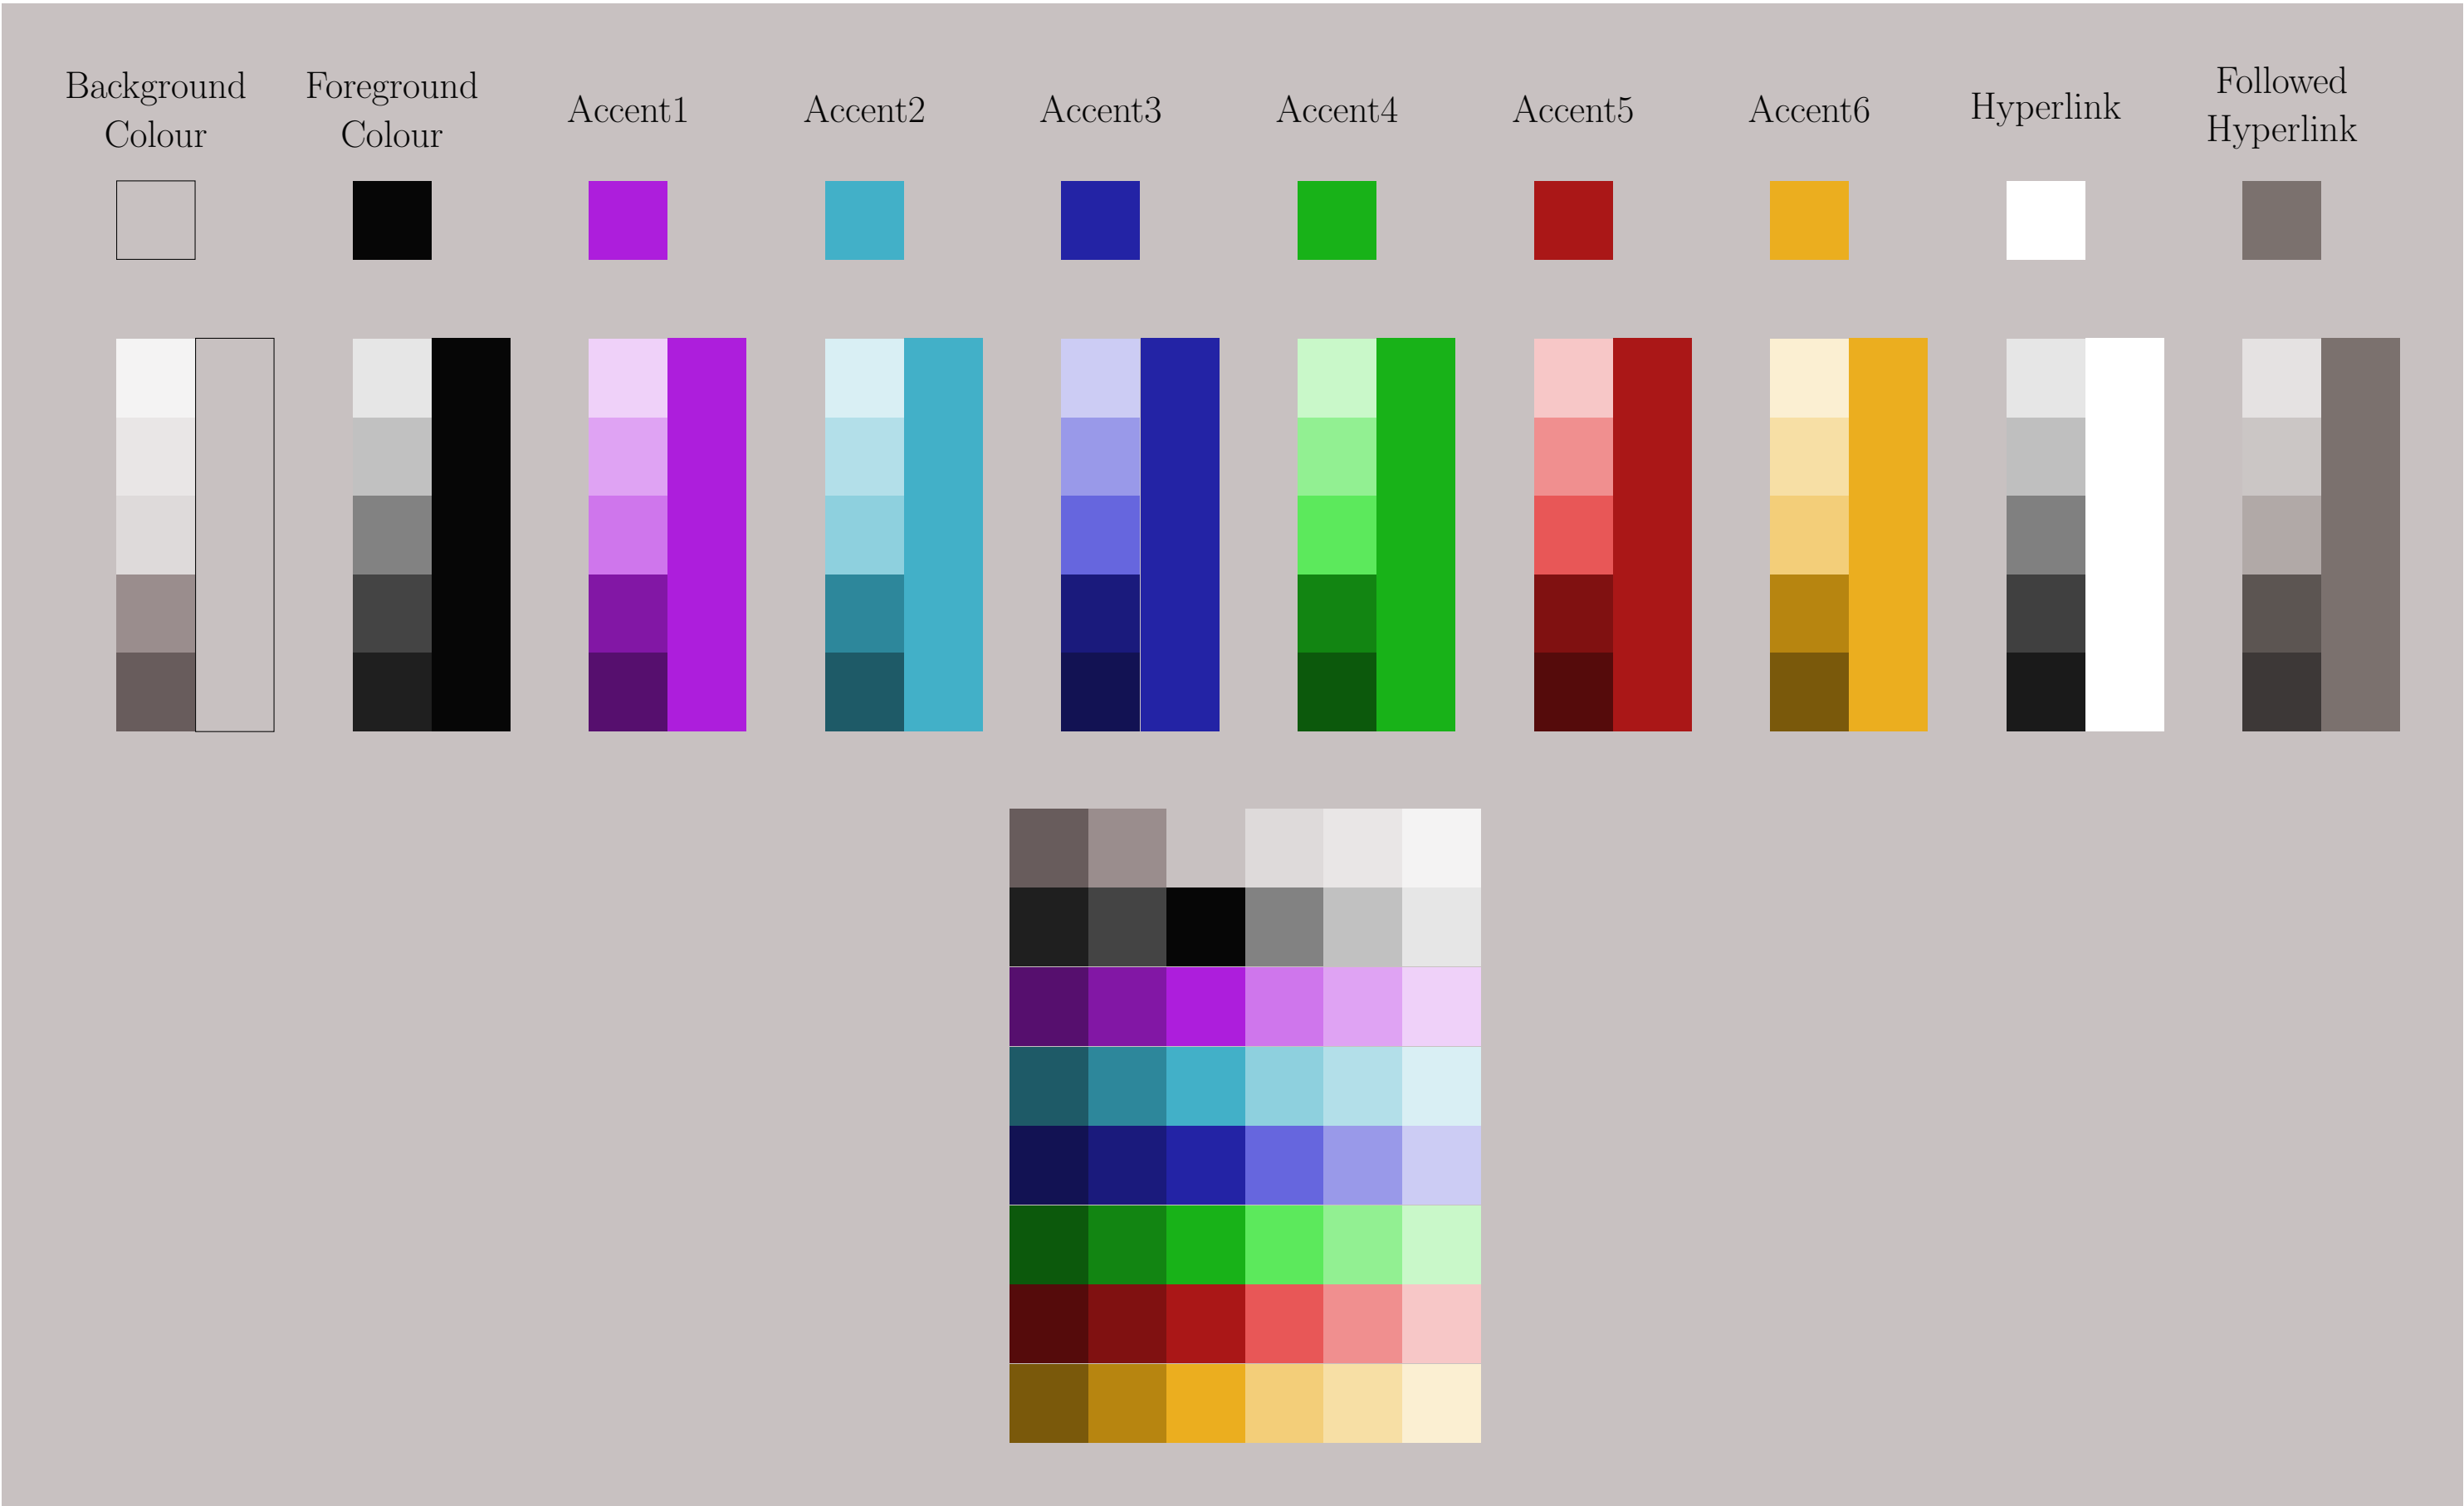 Background
Colour
Foreground
Colour
Accent1
Accent2
Accent3
Accent4
Accent5
Accent6
Hyperlink
Followed
Hyperlink